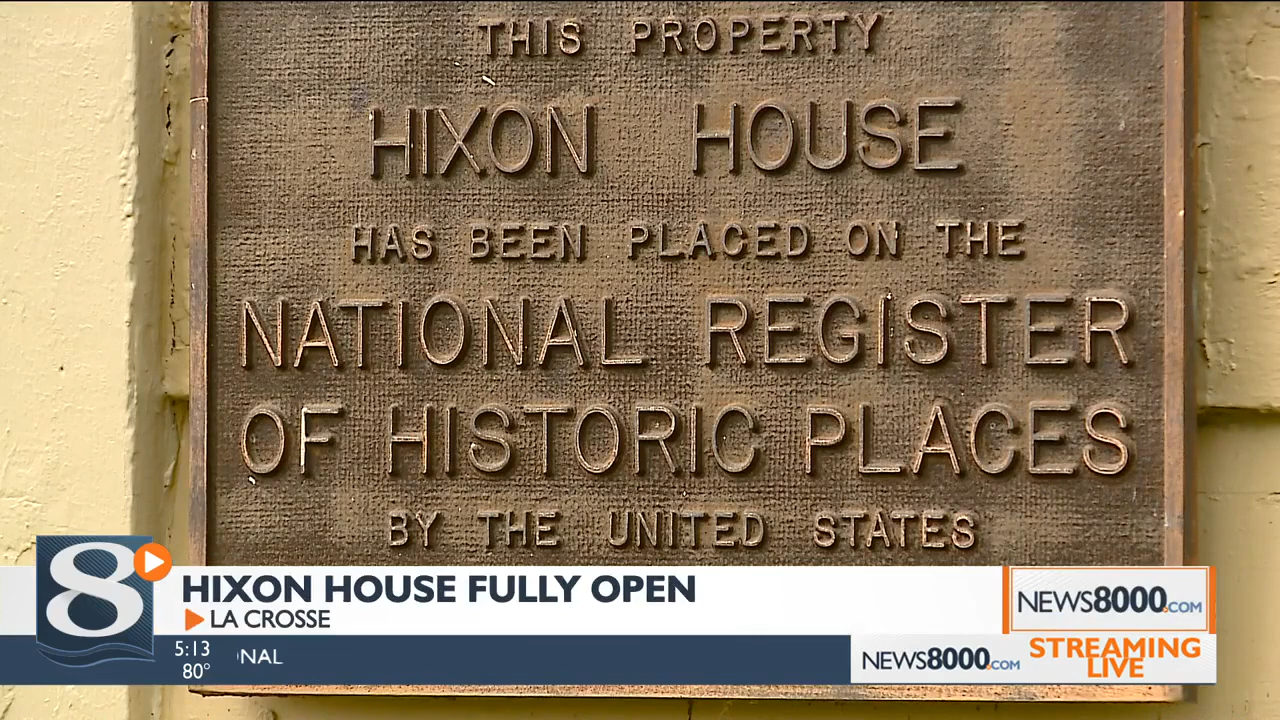 THIS PROPERTY
HIXON HOUSE
HAS BEEN PLACED ON THE
NATIONAL REGISTER
OF HISTORIC PLACES
BY THE UNITED STATES
8
HIXON HOUSE FULLY OPEN
LA CROSSE
NEWS8000.COM
5:13
80°
NEWS8000.COM
STREAMING
LIVE